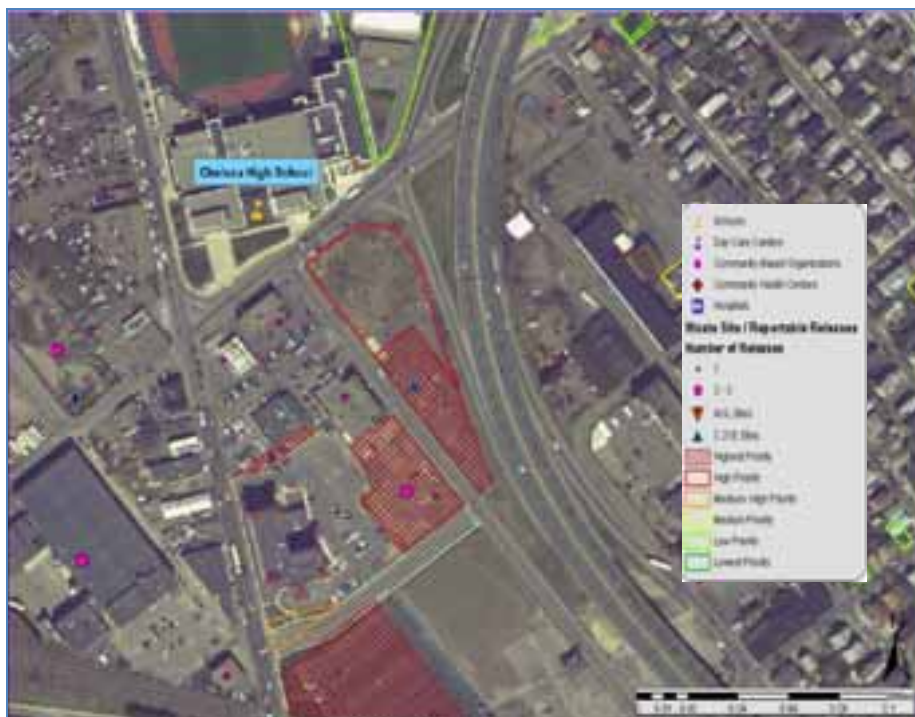 Chelsea High School
Schools
Day Care Centers
Community Based Organizations
Community Health Centers
Hospitals
Waste Site / Reportable Releases
Number of Releases
1
Highest Priority
High Priority
Medium High Priority
Medium Priority
Low Priority
Lowest Priority